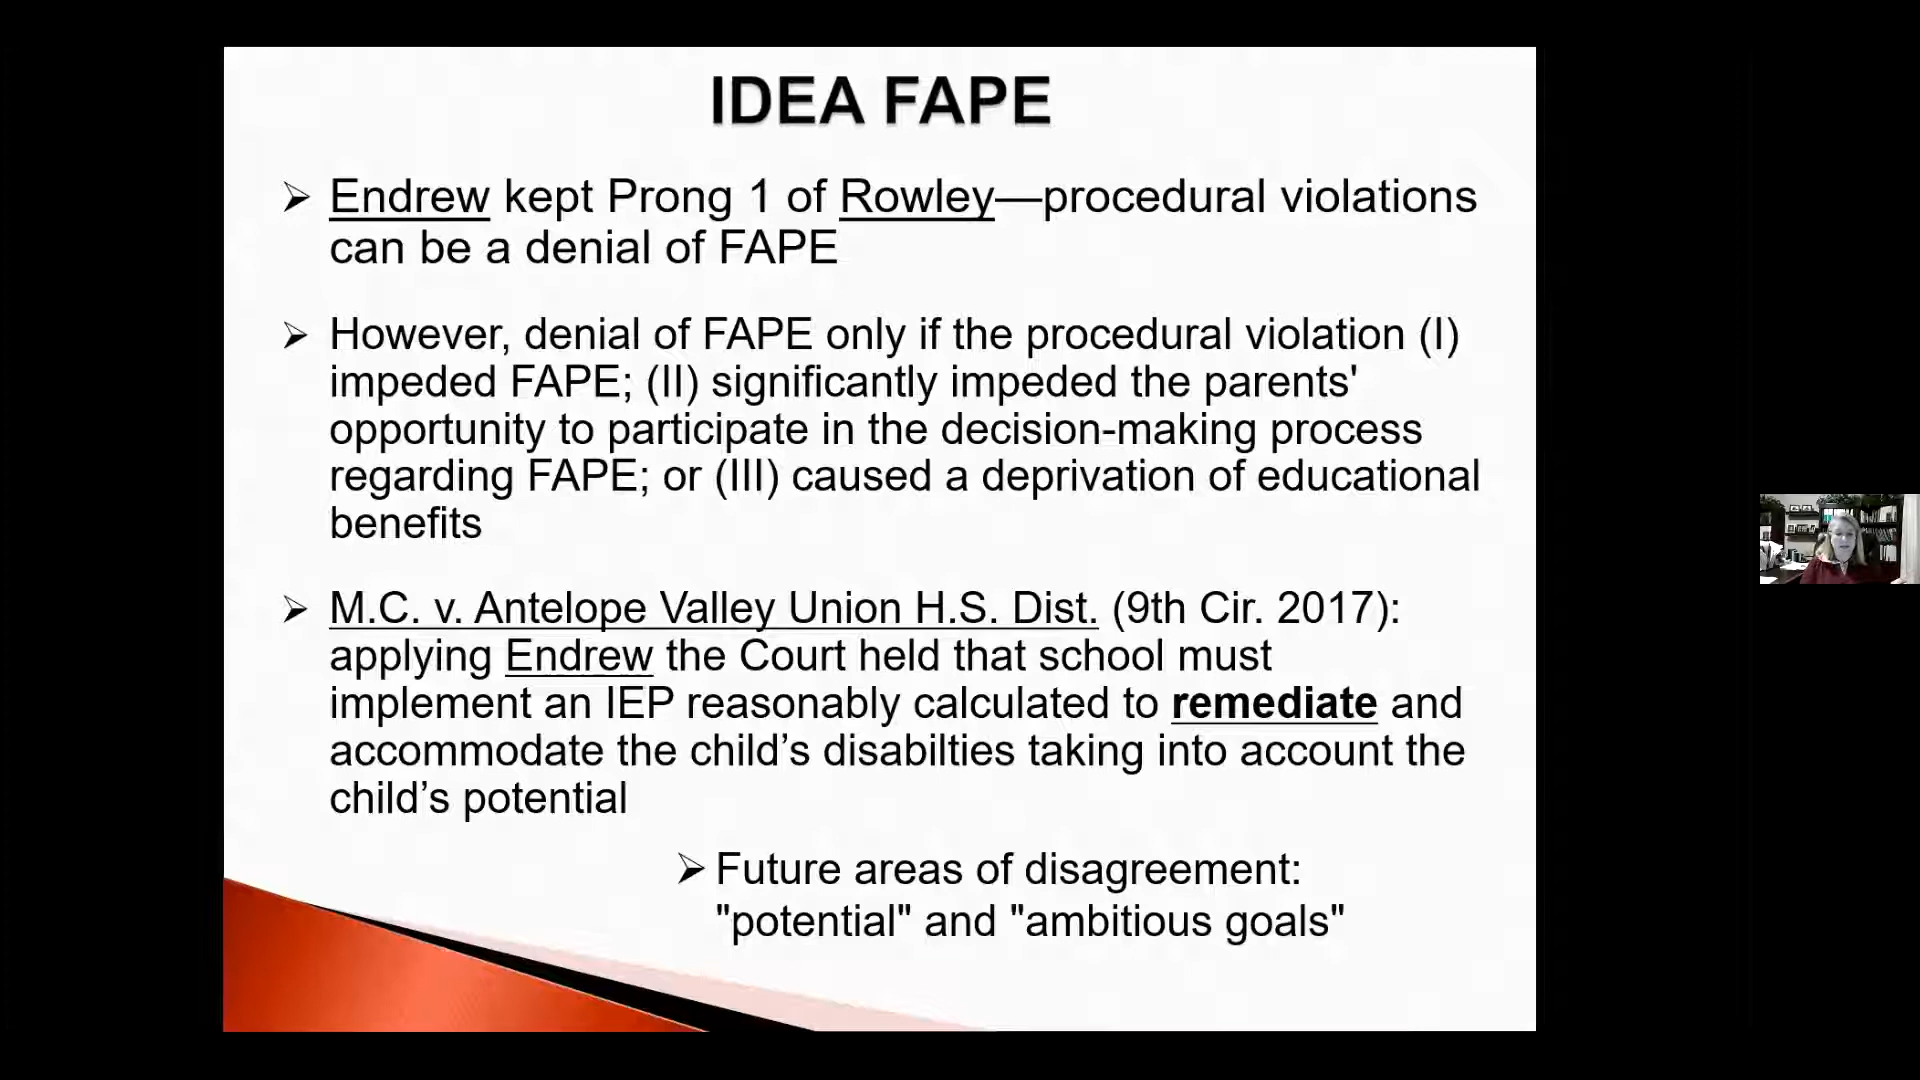 IDEA FAPE
➢ Endrew kept Prong 1 of Rowley—procedural violations
can be a denial of FAPE
➢ However, denial of FAPE only if the procedural violation (I)
impeded FAPE; (II) significantly impeded the parents'
opportunity to participate in the decision-making process
regarding FAPE; or (III) caused a deprivation of educational
benefits
➢ M.C. v. Antelope Valley Union H.S. Dist. (9th Cir. 2017):
applying Endrew the Court held that school must
implement an IEP reasonably calculated to remediate and
accommodate the child’s disabilties taking into account the
child’s potential
➢ Future areas of disagreement:
"potential" and "ambitious goals"